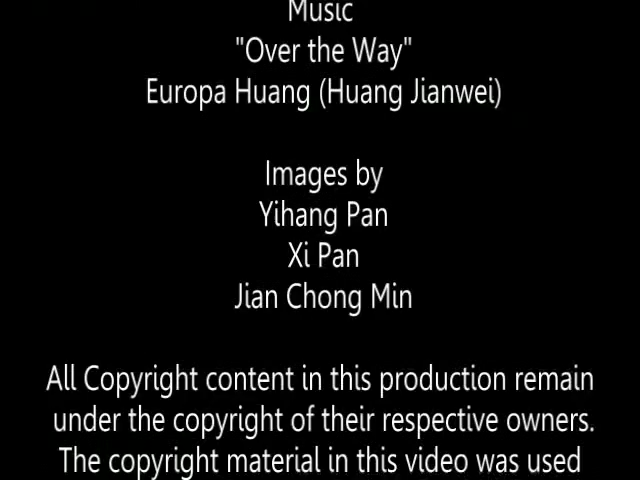 Music
"Over the Way"
Europa Huang (Huang Jianwei)
Images by
Yihang Pan
Xi Pan
Jian Chong Min
All Copyright content in this production remain
under the copyright of their respective owners.
The copyright material in this video was used